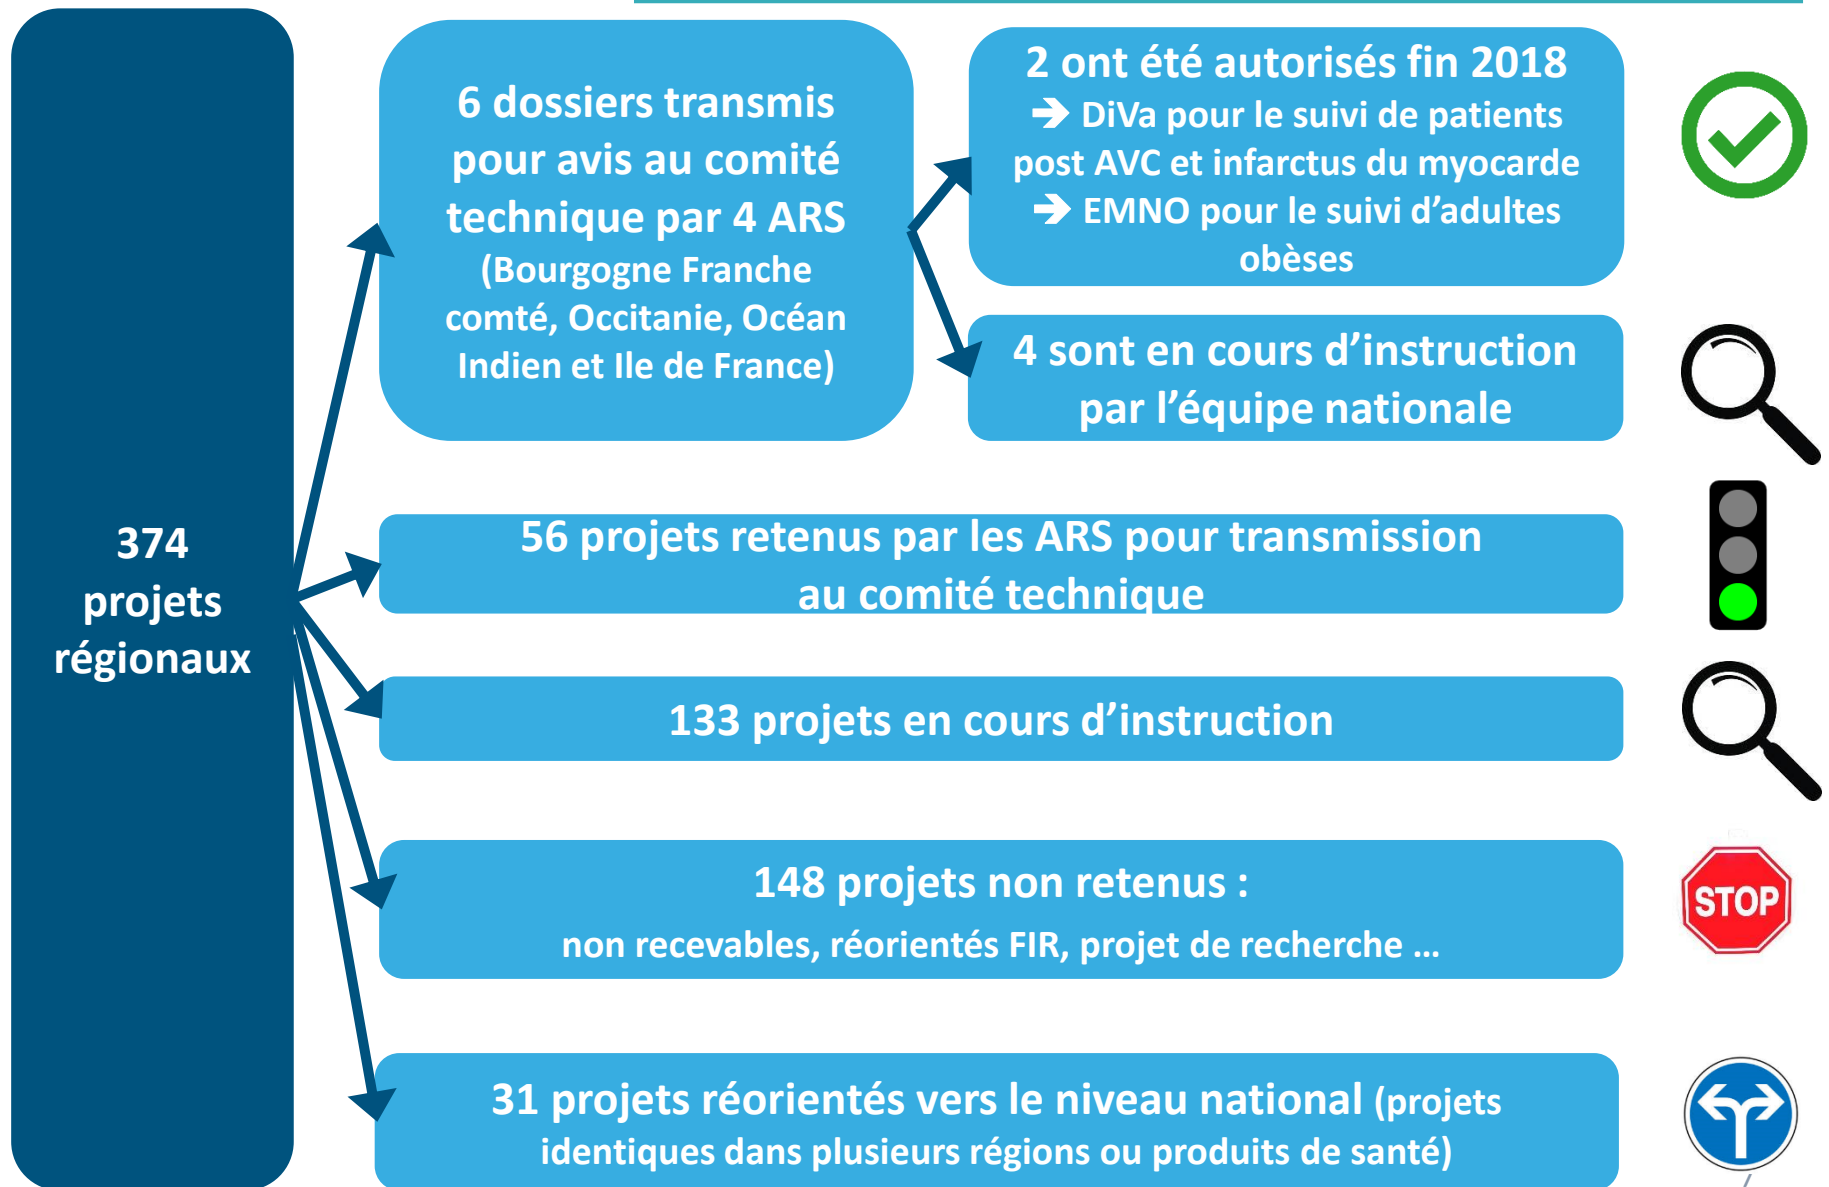 374
projets
régionaux
6 dossiers transmis
pour avis au comité
technique par 4 ARS
(Bourgogne Franche
comté, Occitanie, Océan
Indien et Ile de France)
2 ont été autorisés fin 2018
➔ DiVa pour le suivi de patients
post AVC et infarctus du myocarde
➔ EMNO pour le suivi d’adultes
obèses
4 sont en cours d’instruction
par l’équipe nationale
56 projets retenus par les ARS pour transmission
au comité technique
133 projets en cours d’instruction
148 projets non retenus :
non recevables, réorientés FIR, projet de recherche ...
STOP
31 projets réorientés vers le niveau national (projets
identiques dans plusieurs régions ou produits de santé)